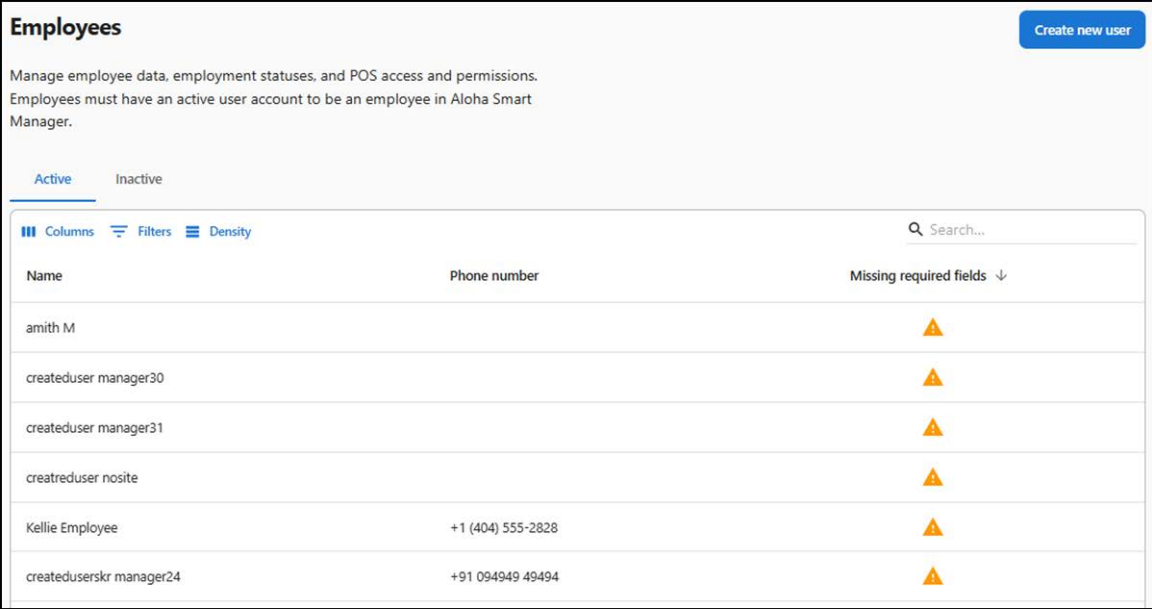 Employees
Create new user
Manage employee data, employment statuses, and POS access and permissions.
Employees must have an active user account to be an employee in Aloha Smart
Manager.
Active Inactive
Columns Filters Density Search...
Name Phone number Missing required fields
amith M
createduser manager30
createduser manager31
creatreduser nosite
Kellie Employee +1 (404) 555-2828
createduserskr manager24 +91 094949 49494